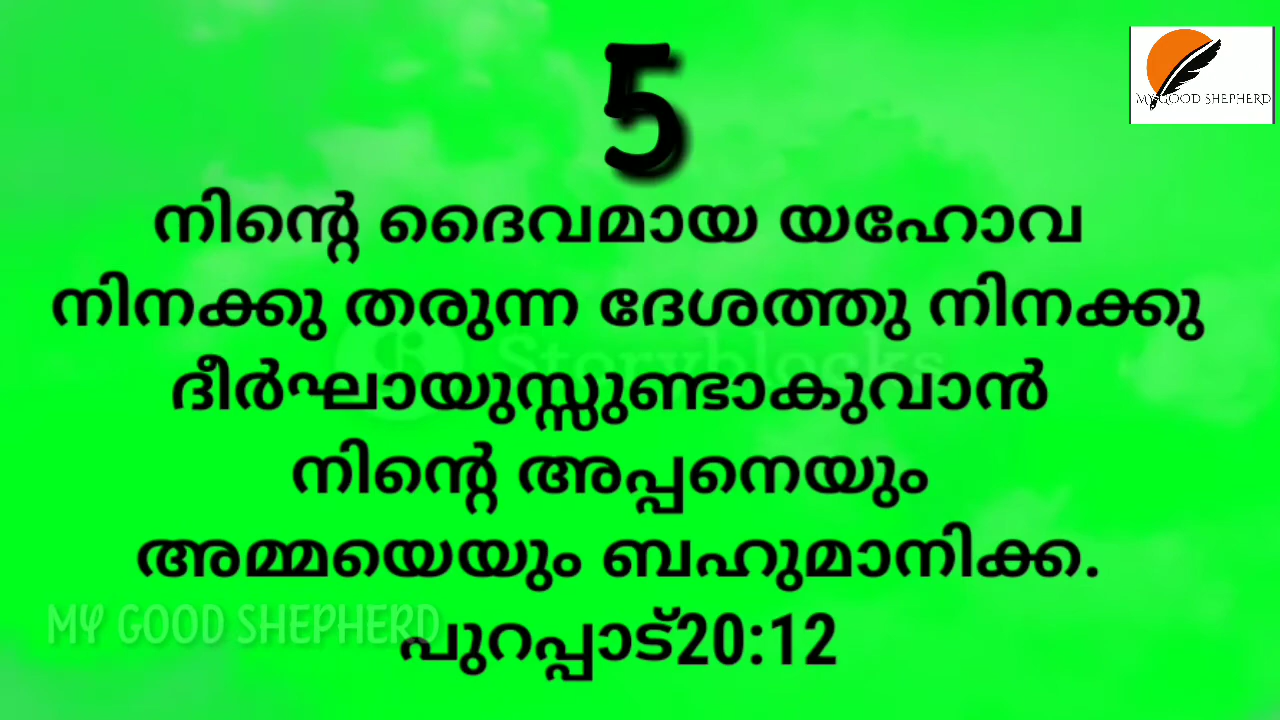 5
MY GOOD SHEPHERD
നിന്റെ ദൈവമായ യഹോവ
നിനക്കു തരുന്ന ദേശത്തു നിനക്കു
Storyblocks
ദീർഘായുസ്സുണ്ടാകുവാൻ
നിന്റെ അപ്പനെയും
അമ്മയെയും ബഹുമാനിക്ക.
MY GOOD SHEPHERD
പുറപ്പാട്20:12